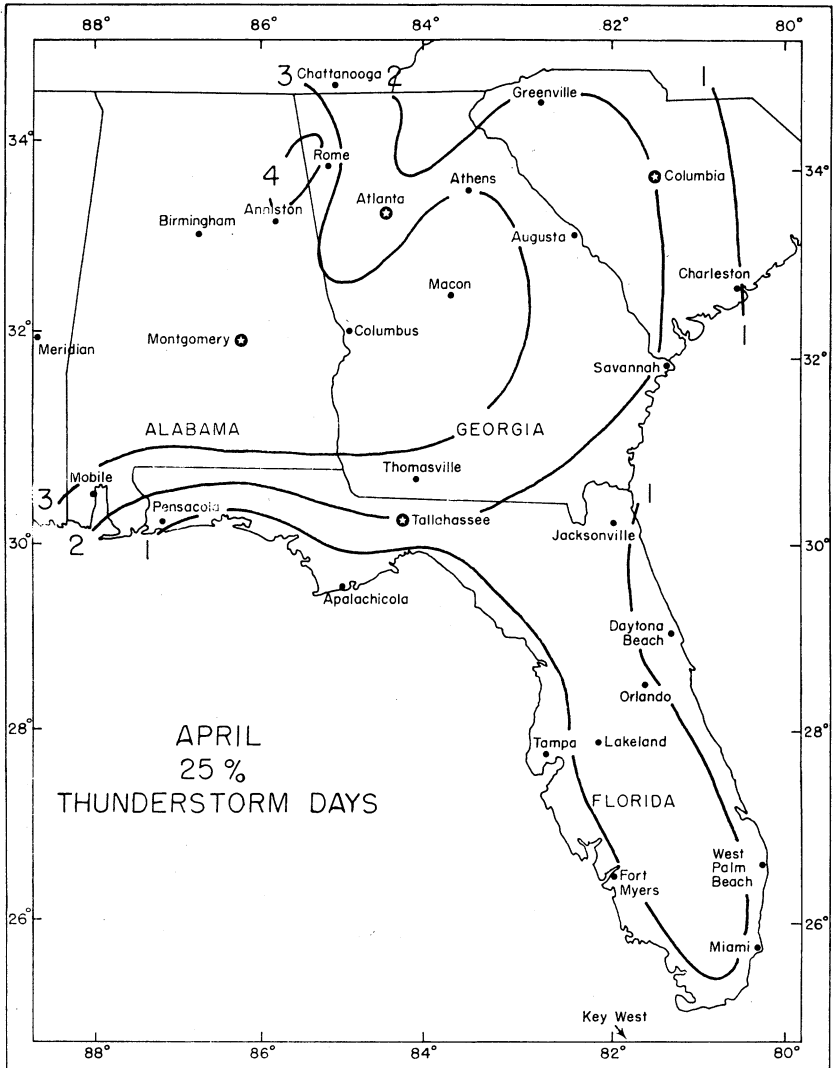 88° 86° 84° 82° 80°
3 Chattanooga 2 1
Greenville
34°
Rome
34°
4 Athens Columbia
Atlanta
Anniston
Birmingham
Augusta
Charleston
Macon
32° Columbus 1
Montgomery
Meridian
32°
Savannah
ALABAMA GEORGIA
Thomasville
Mobile
3 Pensacola 1
Tallahassee
Jacksonville
30° 2 1 30°
Apalachicola
Daytona
Beach
Orlando
28° 28°
APRIL
25 %
THUNDERSTORM DAYS
Tampa Lakeland
FLORIDA
West
Palm
Beach
Fort
Myers
26° 26°
Miami
Key West
88° 86° 84° 82° 80°